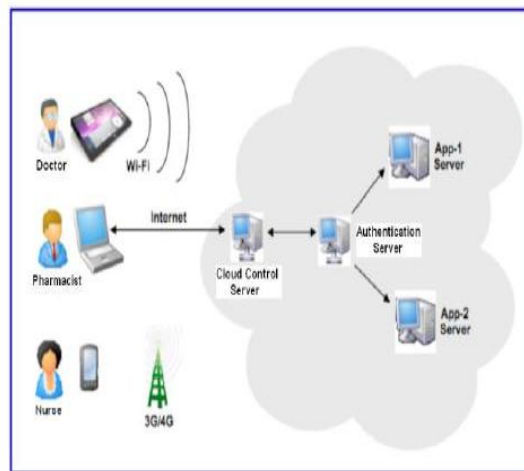 Doctor
Wi-Fi
App-1
Server
Pharmacist
Internet
Cloud Control
Server
Authentication
Server
App-2
Server
Nurse
3G/4G